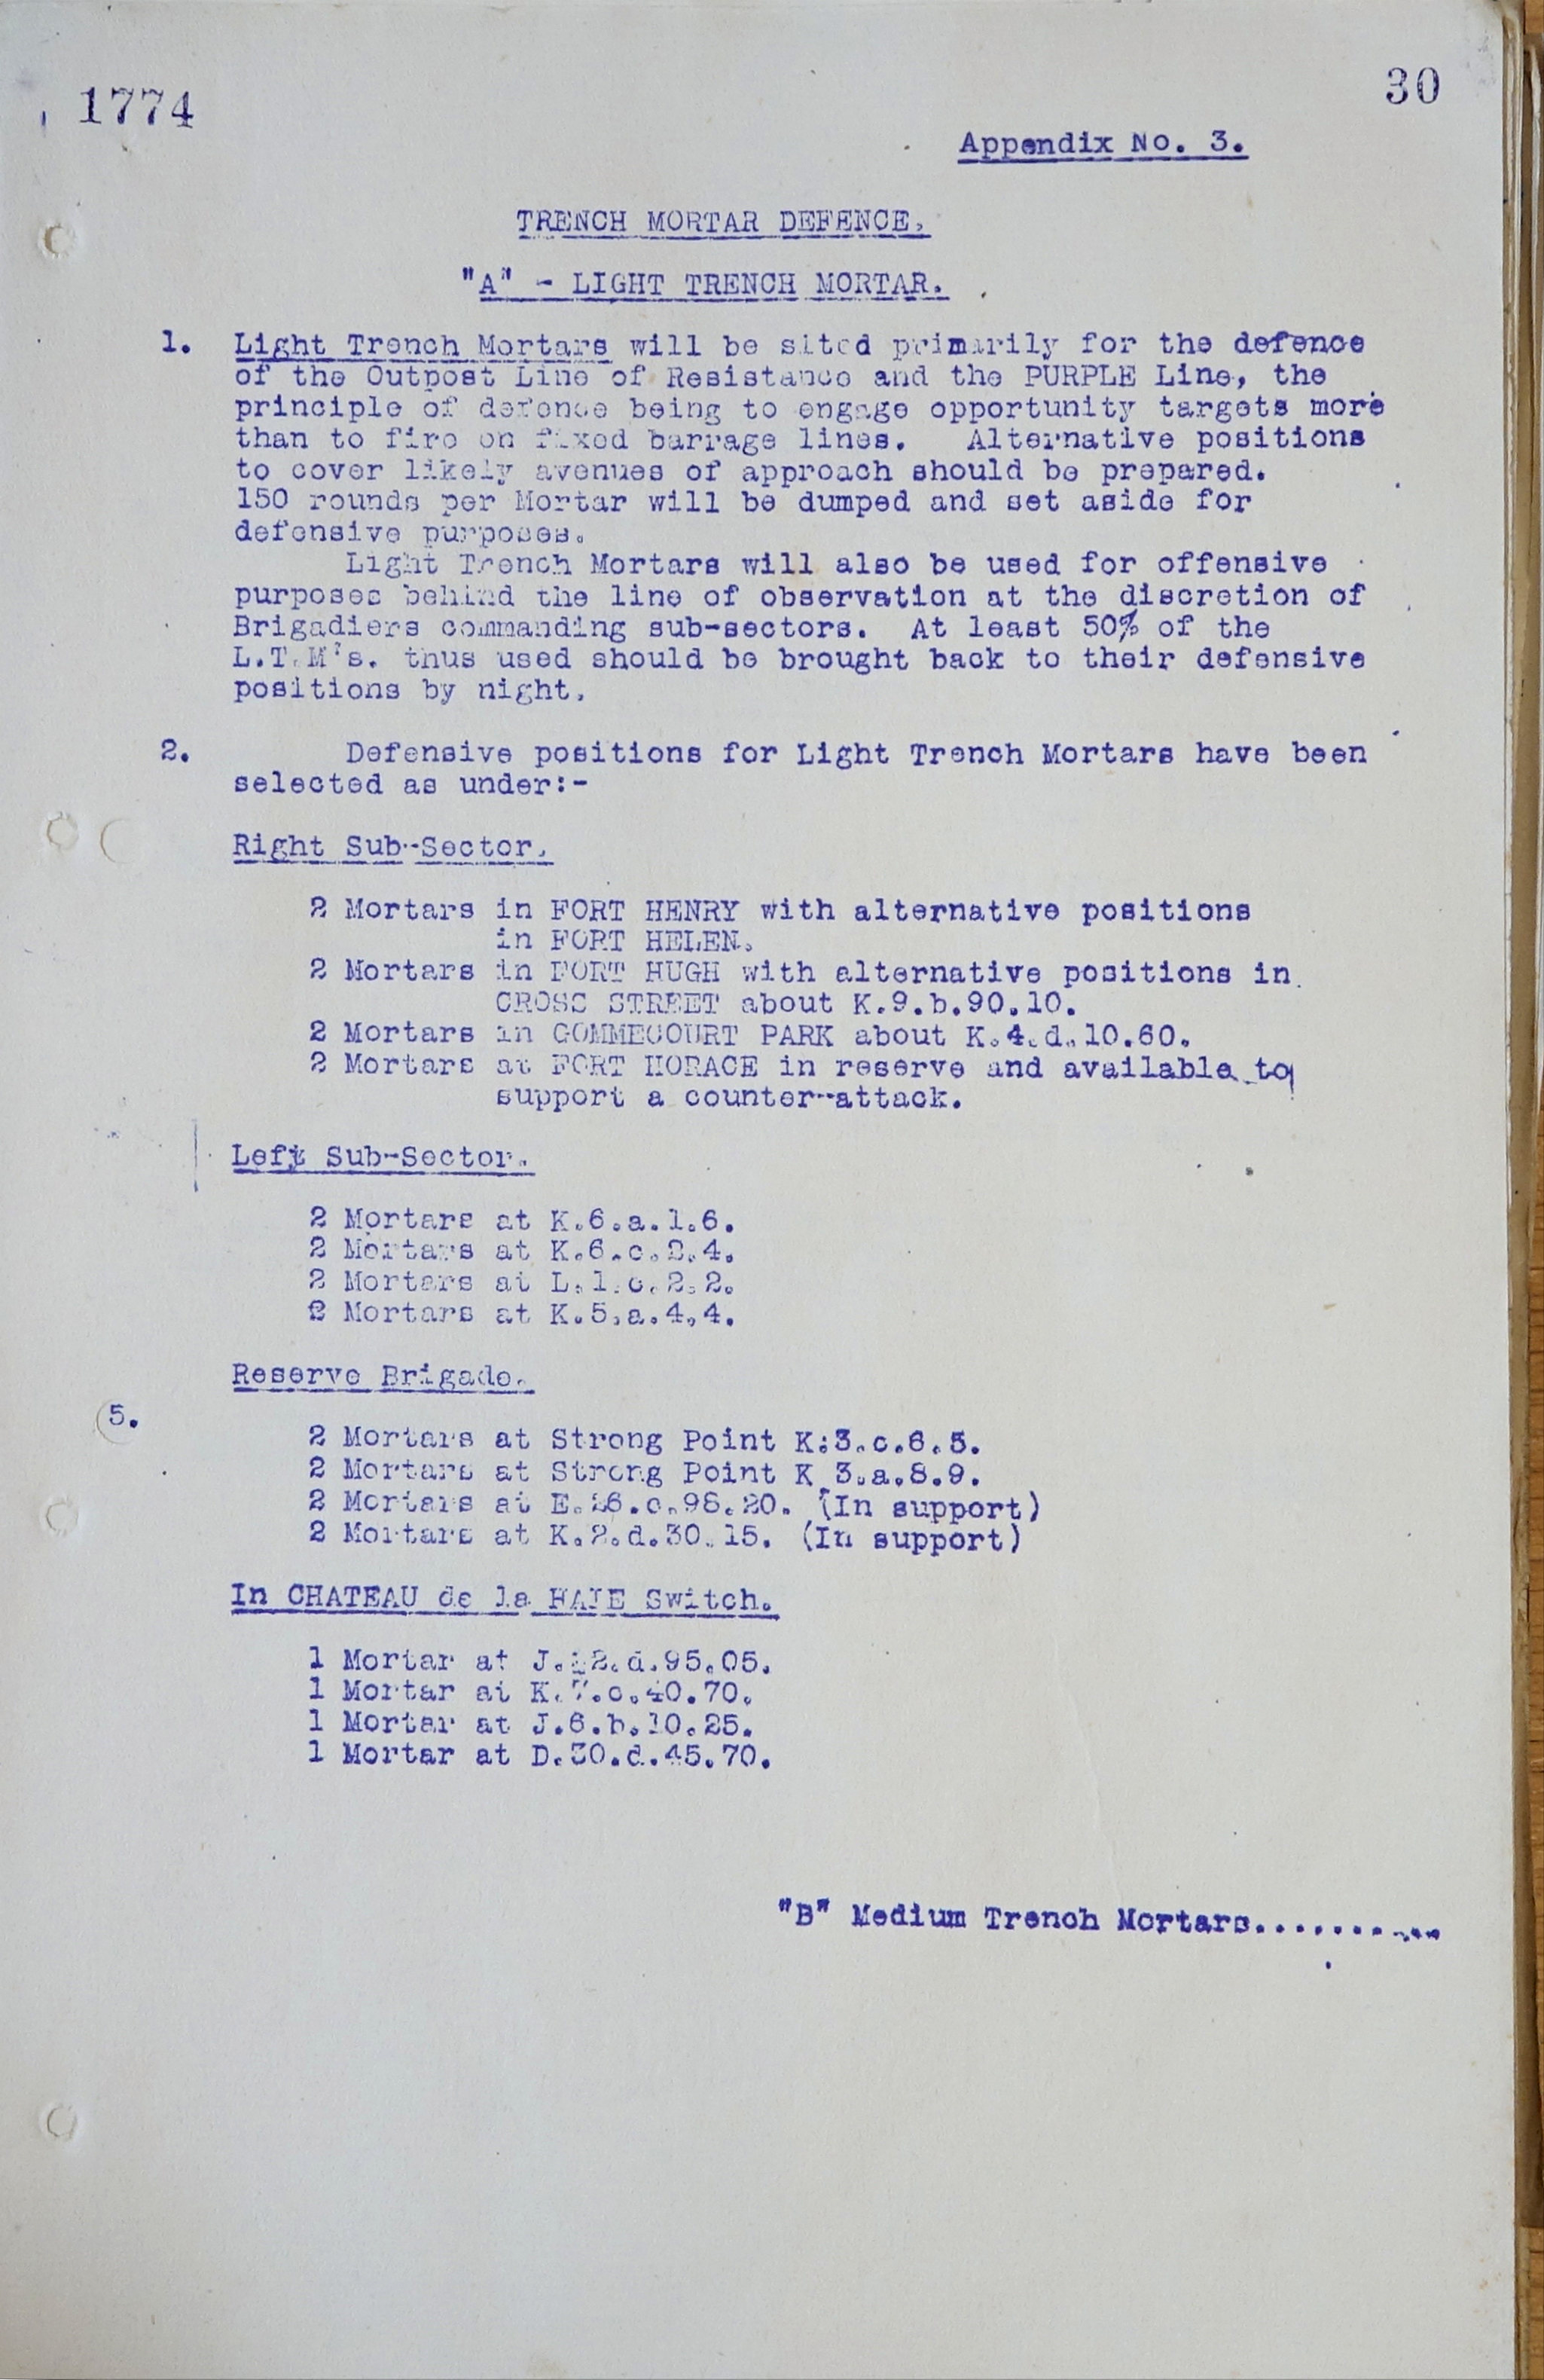 1774
30
Appendix No. 3.
TRENCH MORTAR DEFENCE.
"A" - LIGHT TRENCH MORTAR.
1. Light Trench Mortars will be sited primarily for the defence
of the Outpost Line of Resistance and the PURPLE Line, the
principle of defence being to engage opportunity targets more
than to fire on fixed barrage lines. Alternative positions
to cover likely avenues of approach should be prepared.
150 rounds per Mortar will be dumped and set aside for
defensive purposes.
Light Trench Mortars will also be used for offensive
purposes behind the line of observation at the discretion of
Brigadiers commanding sub-sectors. At least 50% of the
L.T.M's. thus used should be brought back to their defensive
positions by night.
2. Defensive positions for Light Trench Mortars have been
selected as under:-
Right Sub-Sector.
2 Mortars in FORT HENRY with alternative positions
in FORT HELEN.
2 Mortars in FORT HUGH with alternative positions in
CROSS STREET about K.9.b.90.10.
2 Mortars in GOMMECOURT PARK about K.4.d.10.60.
2 Mortars at FORT HORACE in reserve and available to
support a counter-attack.
Left Sub-Sector.
2 Mortars at K.6.a.1.6.
2 Mortars at K.6.c.2.4.
2 Mortars at L.1.c.2.2.
2 Mortars at K.5.a.4.4.
Reserve Brigade.
5.
2 Mortars at Strong Point K:3.c.6.5.
2 Mortars at Strong Point K.3.a.8.9.
2 Mortars at E.26.c.98.20. (In support)
2 Mortars at K.2.d.30.15. (In support)
In CHATEAU de la HAIE Switch.
1 Mortar at J.12.d.95.05.
1 Mortar at K.7.c.40.70.
1 Mortar at J.6.b.10.25.
1 Mortar at D.30.d.45.70.
"B" Medium Trench Mortars...........